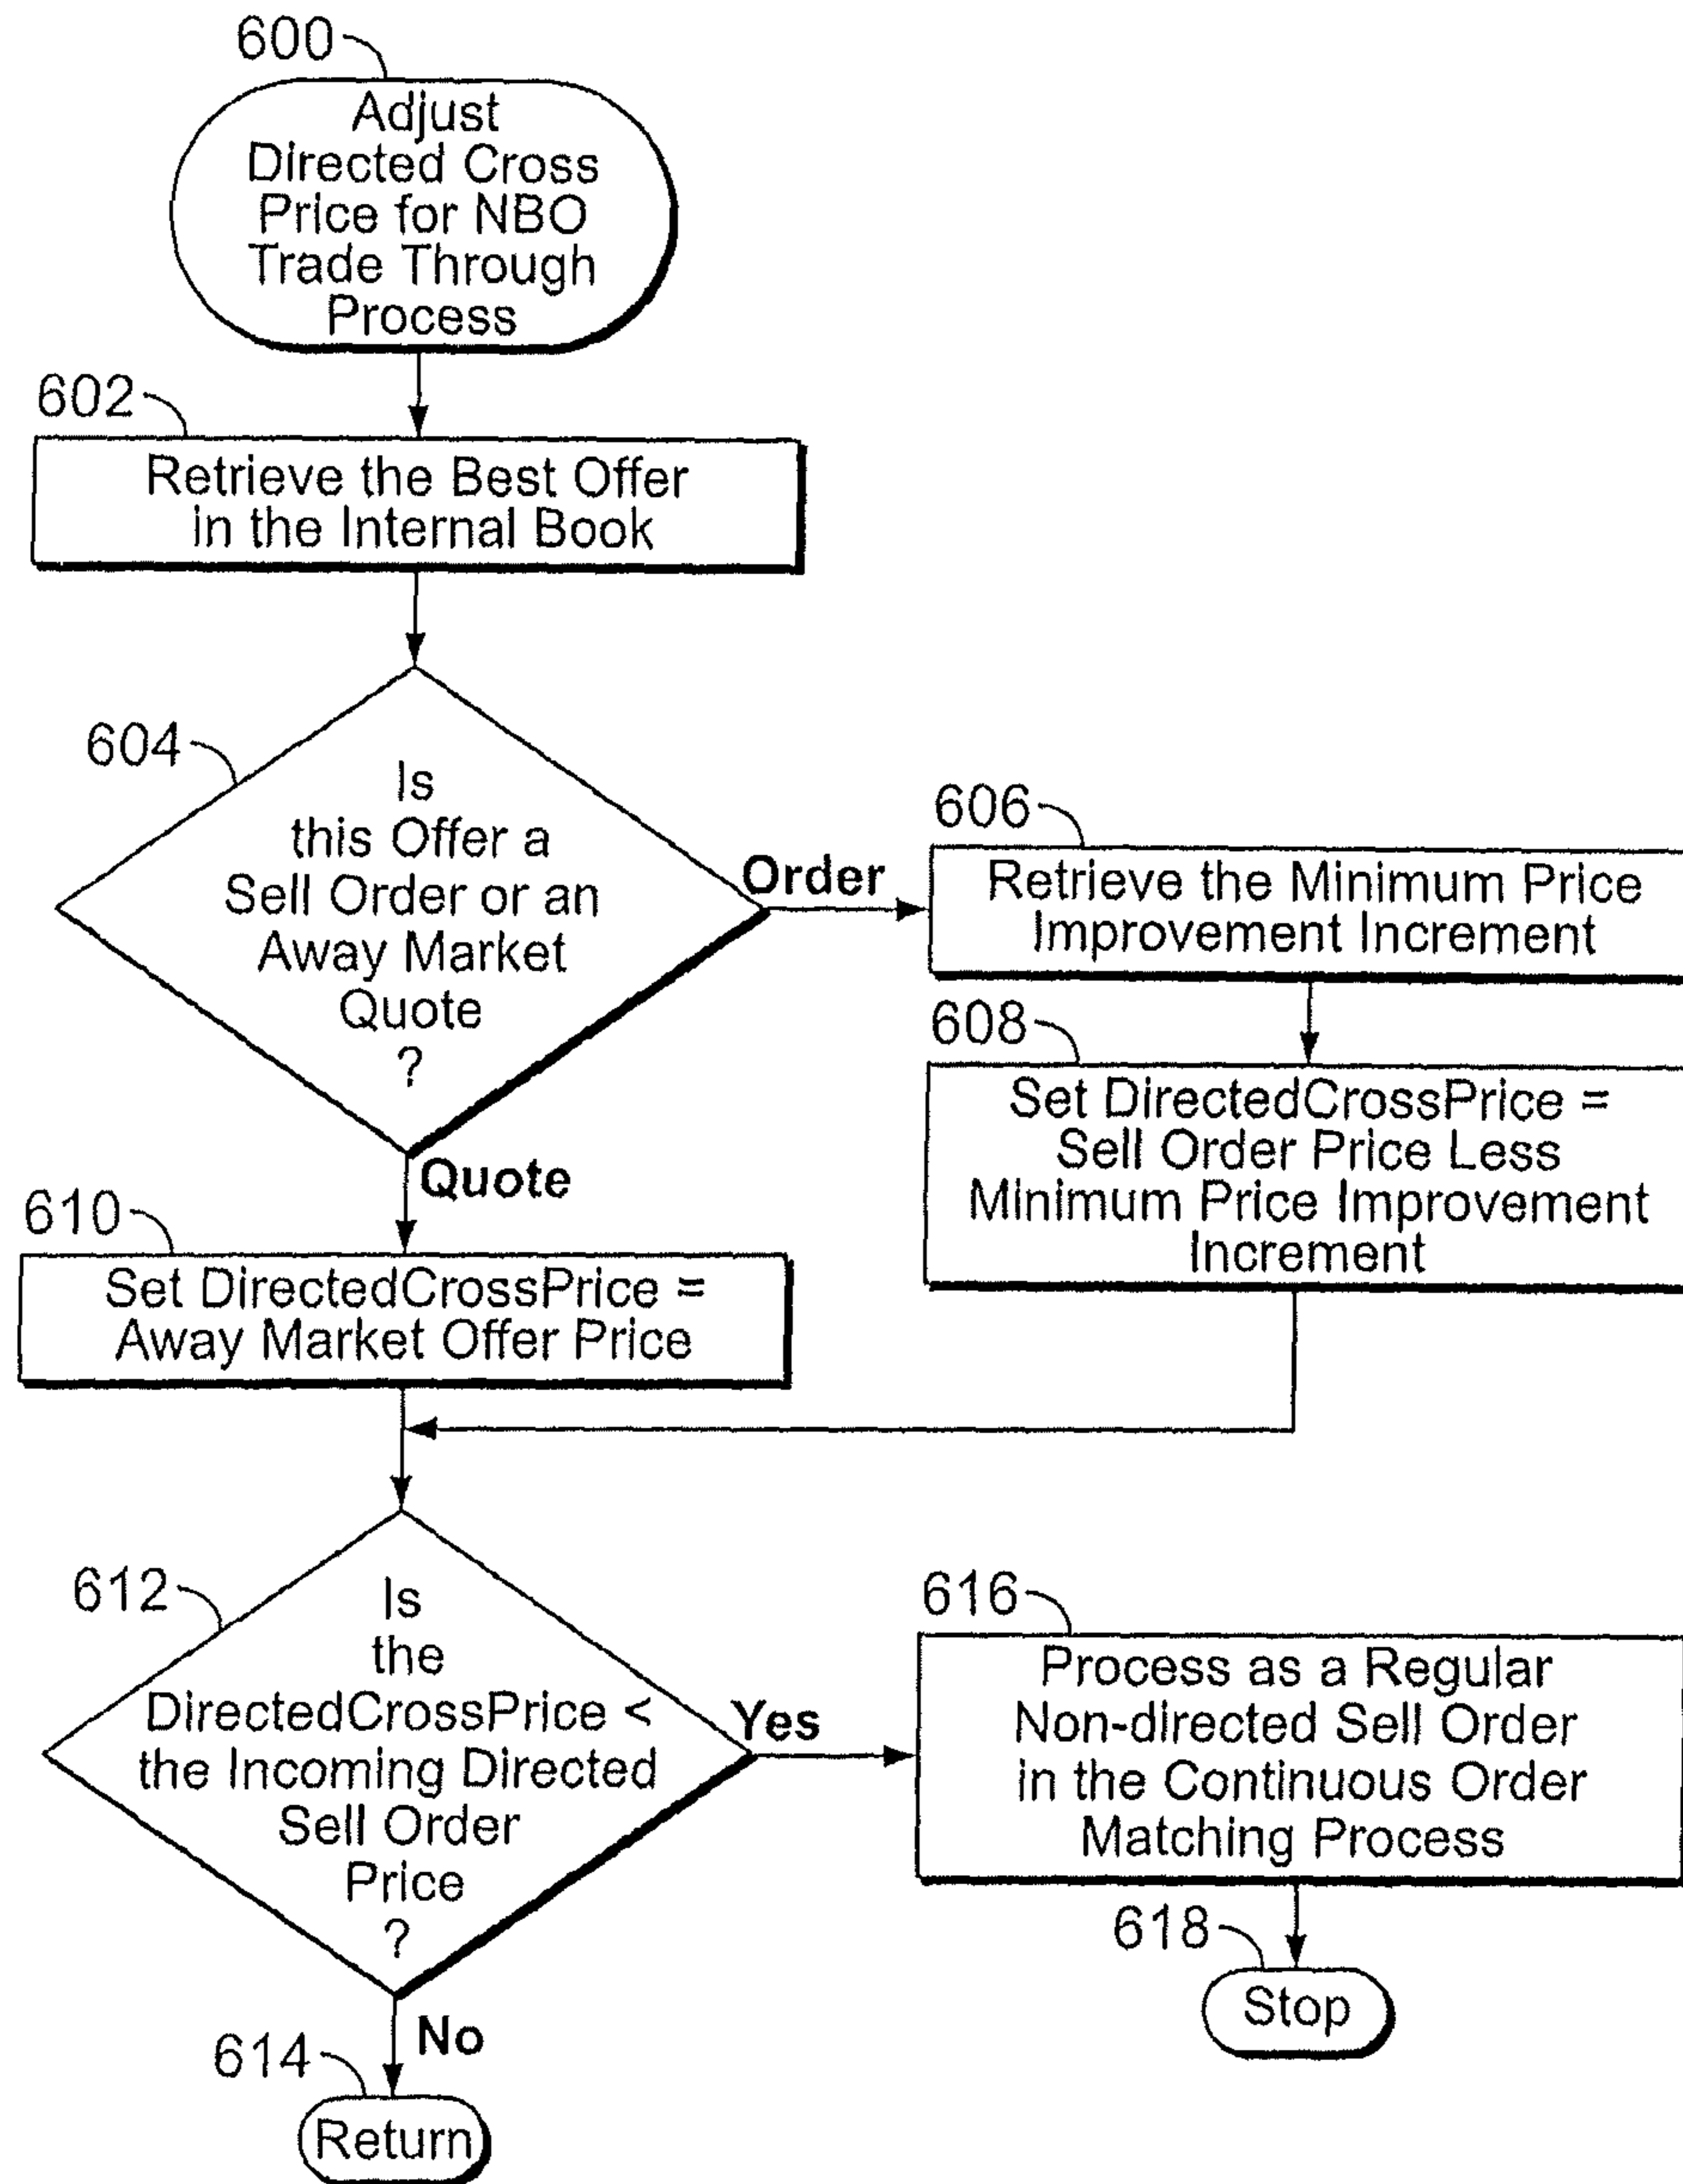 600
Adjust
Directed Cross
Price for NBO
Trade Through
Process
602
Retrieve the Best Offer
in the Internal Book
604
Is
this Offer a
Sell Order or an
Away Market
Quote
?
Order
606
Retrieve the Minimum Price
Improvement Increment
608
Set DirectedCrossPrice =
Sell Order Price Less
Minimum Price Improvement
Increment
Quote
610
Set DirectedCrossPrice =
Away Market Offer Price
612
Is
the
DirectedCrossPrice <
the Incoming Directed
Sell Order
Price
?
Yes
616
Process as a Regular
Non-directed Sell Order
in the Continuous Order
Matching Process
618
Stop
No
614
Return